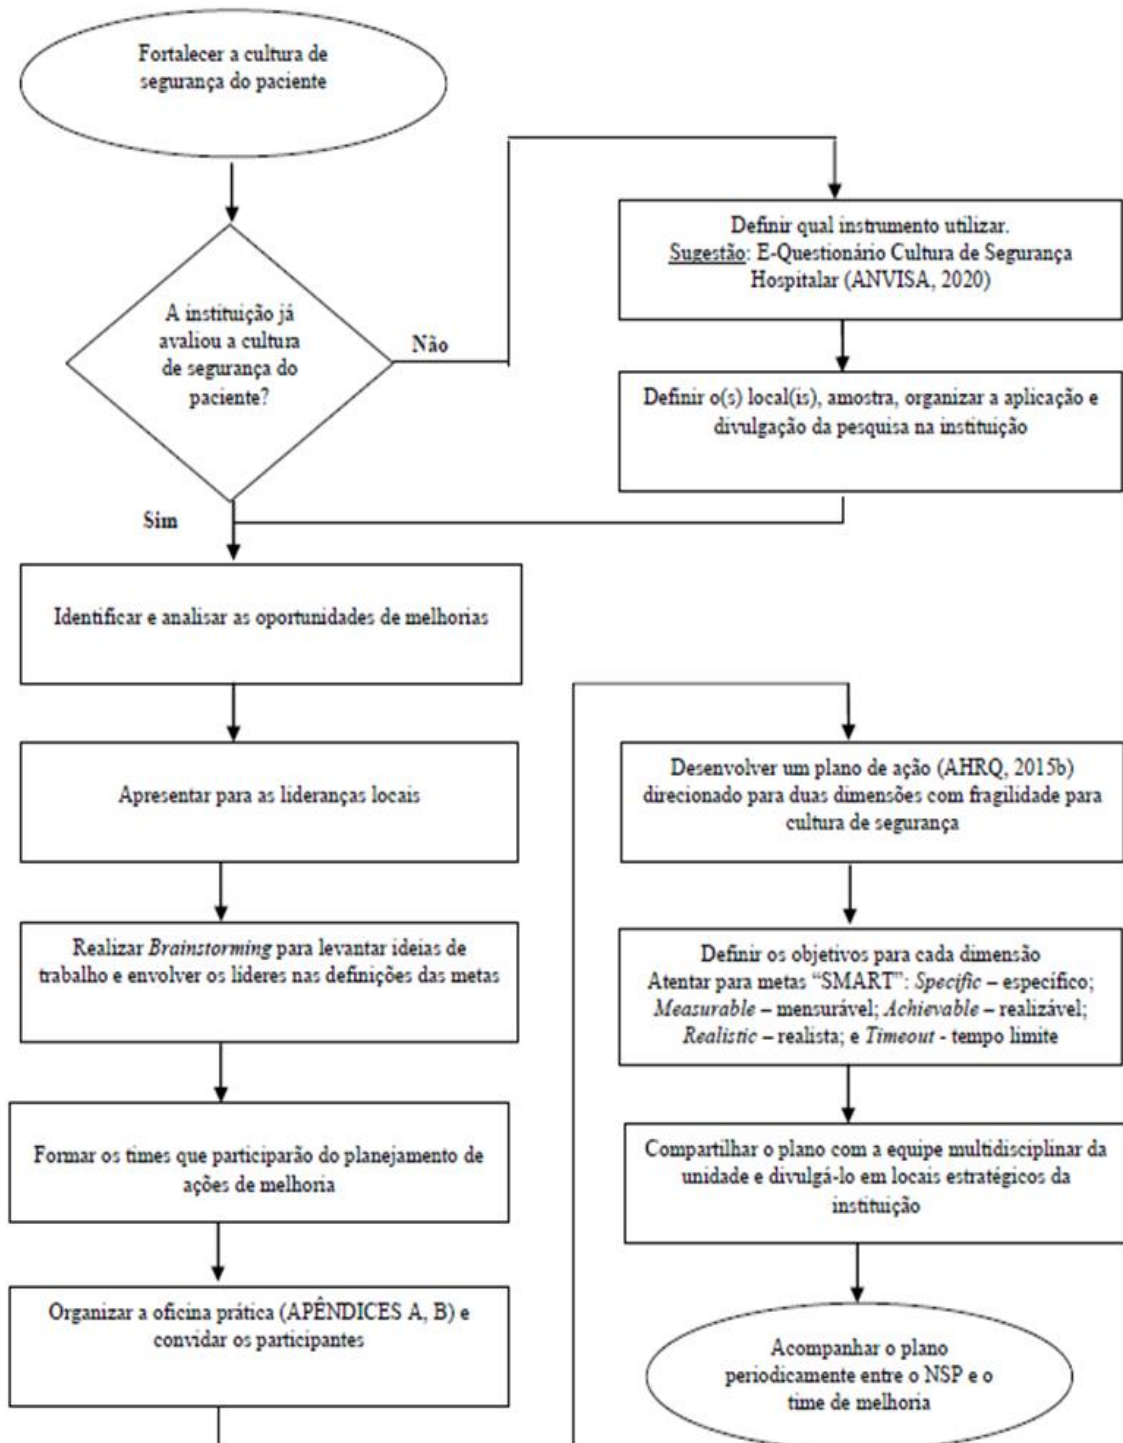 Fortalecer a cultura de
segurança do paciente
A instituição já
avaliou a cultura
de segurança do
paciente?
Não
Definir qual instrumento utilizar.
Sugestão: E-Questionário Cultura de Segurança
Hospitalar (ANVISA, 2020)
Definir o(s) local(is), amostra, organizar a aplicação e
divulgação da pesquisa na instituição
Sim
Identificar e analisar as oportunidades de melhorias
Apresentar para as lideranças locais
Realizar Brainstorming para levantar ideias de
trabalho e envolver os líderes nas definições das metas
Formar os times que participarão do planejamento de
ações de melhoria
Organizar a oficina prática (APÊNDICES A, B) e
convidar os participantes
Desenvolver um plano de ação (AHRQ, 2015b)
direcionado para duas dimensões com fragilidade para
cultura de segurança
Definir os objetivos para cada dimensão
Atentar para metas “SMART”: Specific – específico;
Measurable – mensurável; Achievable – realizável;
Realistic – realista; e Timeout - tempo limite
Compartilhar o plano com a equipe multidisciplinar da
unidade e divulgá-lo em locais estratégicos da
instituição
Acompanhar o plano
periodicamente entre o NSP e o
time de melhoria